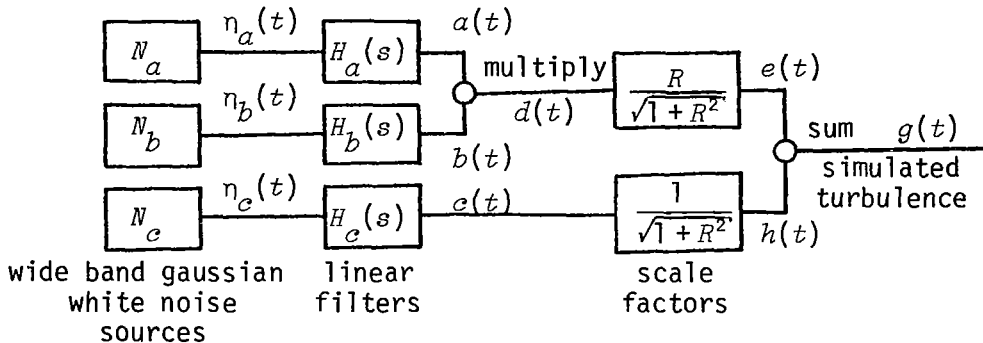 N_a
η_a(t)
H_a(s)
a(t)
multiply
d(t)
R
√1 + R²
e(t)
N_b
η_b(t)
H_b(s)
b(t)
sum
g(t)
simulated
turbulence
N_c
η_c(t)
H_c(s)
c(t)
1
√1 + R²
h(t)
wide band gaussian
white noise
sources
linear
filters
scale
factors